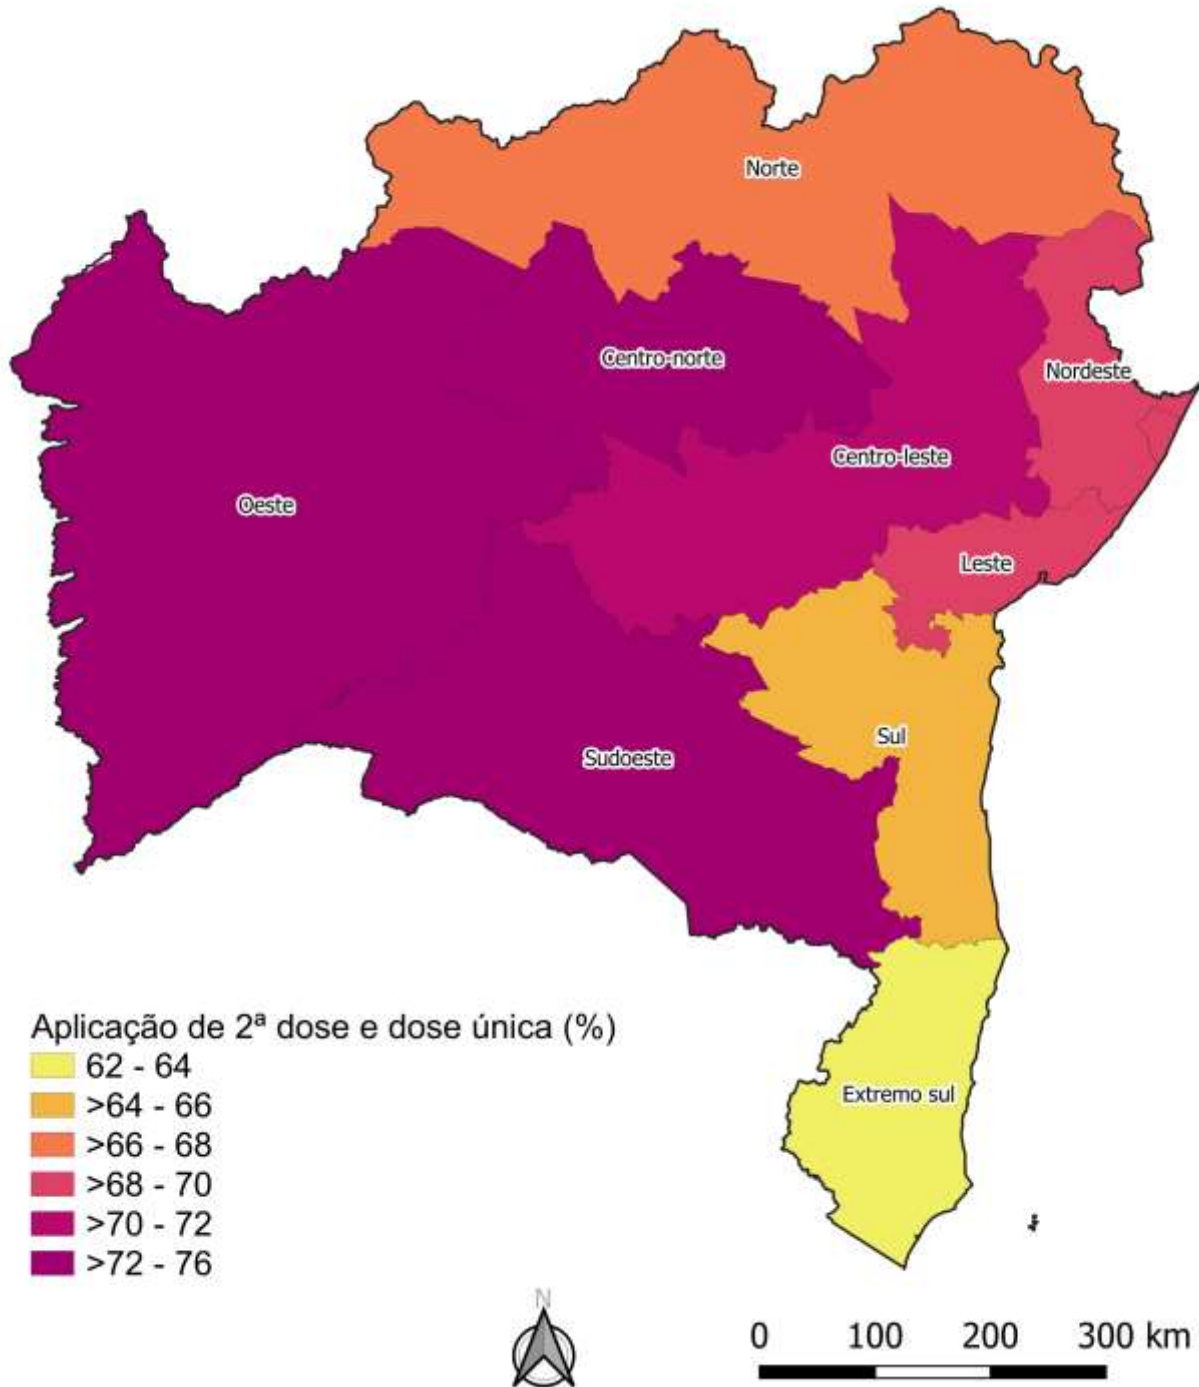 Norte
Centro-norte
Nordeste
Centro-leste
Oeste
Leste
Sul
Sudoeste
Aplicação de 2ª dose e dose única (%)
62 - 64
>64 - 66
>66 - 68
>68 - 70
>70 - 72
>72 - 76
Extremo sul
N
0 100 200 300 km